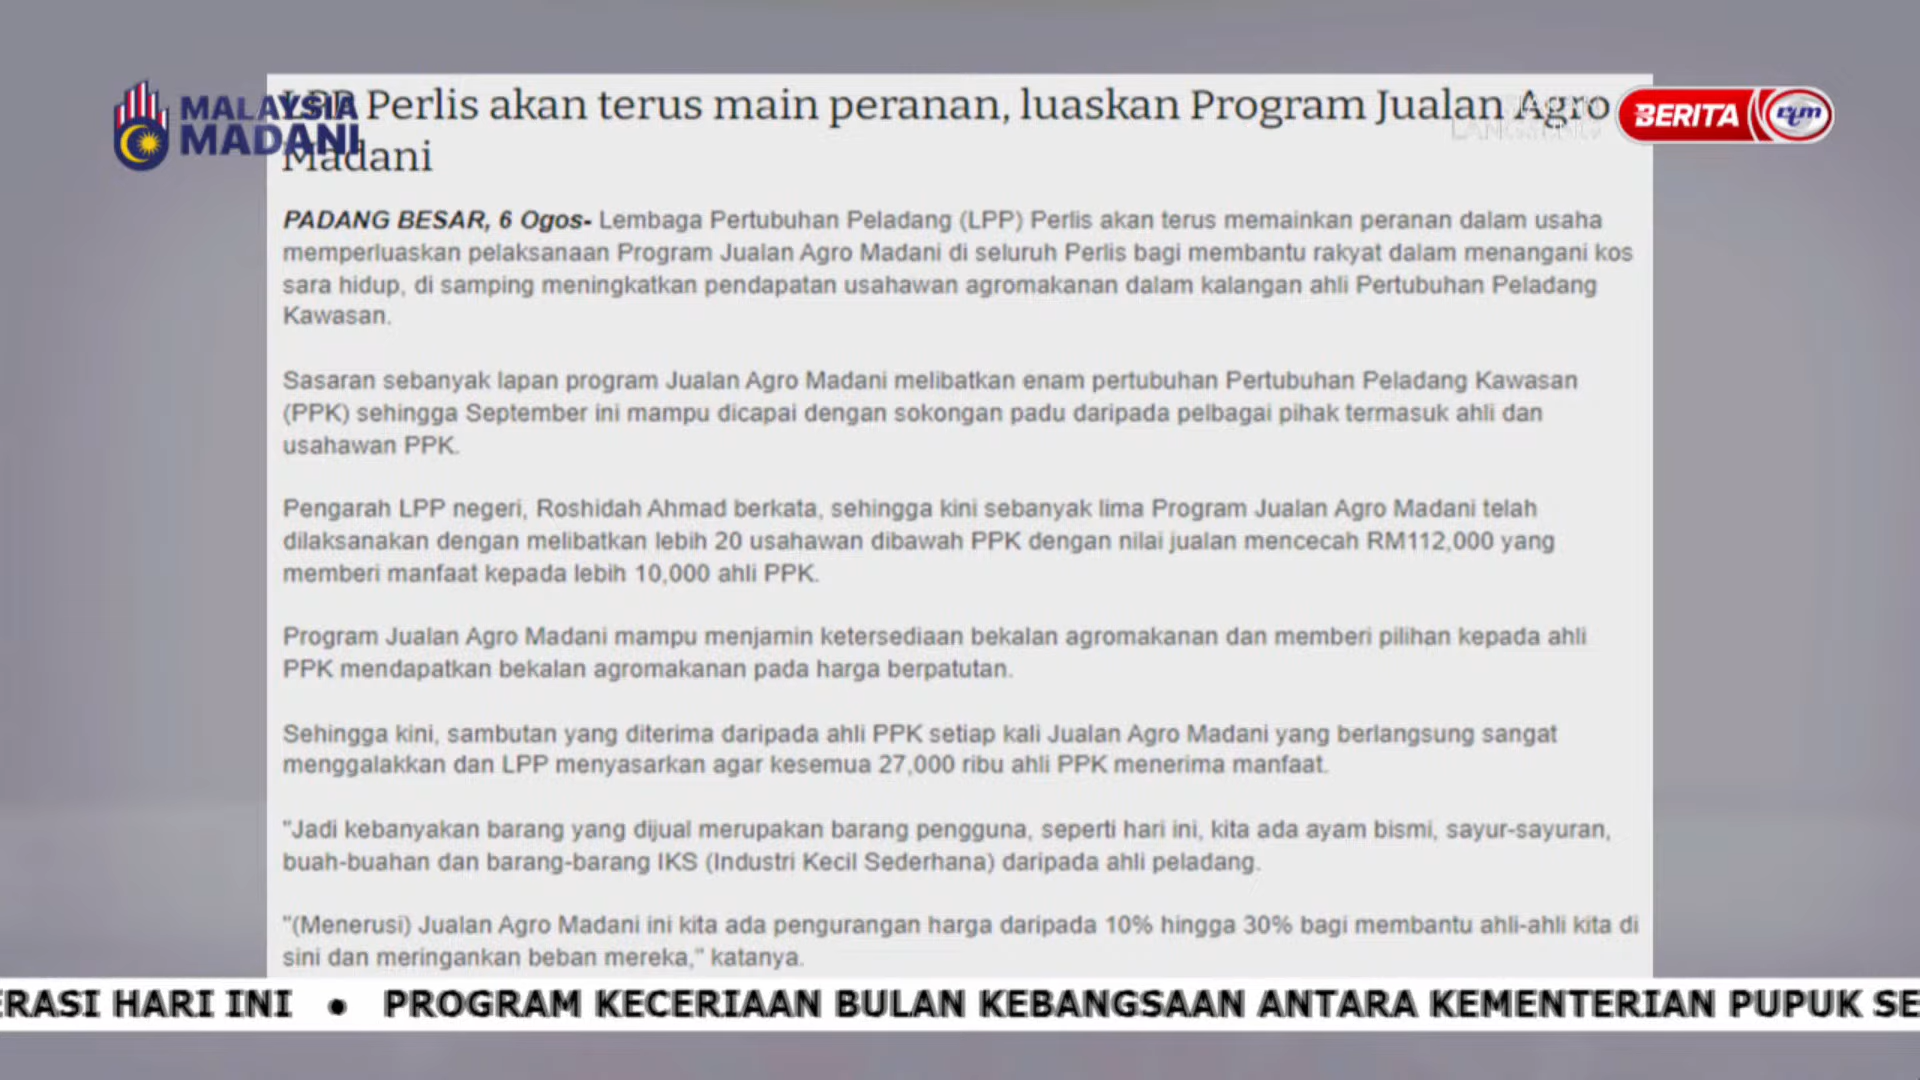 MALAYSIA
MADANI
LPP Perlis akan terus main peranan, luaskan Program Jualan Agro
Madani
LANGSUNG
BERITA rtm
PADANG BESAR, 6 Ogos- Lembaga Pertubuhan Peladang (LPP) Perlis akan terus memainkan peranan dalam usaha
memperluaskan pelaksanaan Program Jualan Agro Madani di seluruh Perlis bagi membantu rakyat dalam menangani kos
sara hidup, di samping meningkatkan pendapatan usahawan agromakanan dalam kalangan ahli Pertubuhan Peladang
Kawasan.
Sasaran sebanyak lapan program Jualan Agro Madani melibatkan enam pertubuhan Pertubuhan Peladang Kawasan
(PPK) sehingga September ini mampu dicapai dengan sokongan padu daripada pelbagai pihak termasuk ahli dan
usahawan PPK.
Pengarah LPP negeri, Roshidah Ahmad berkata, sehingga kini sebanyak lima Program Jualan Agro Madani telah
dilaksanakan dengan melibatkan lebih 20 usahawan dibawah PPK dengan nilai jualan mencecah RM112,000 yang
memberi manfaat kepada lebih 10,000 ahli PPK.
Program Jualan Agro Madani mampu menjamin ketersediaan bekalan agromakanan dan memberi pilihan kepada ahli
PPK mendapatkan bekalan agromakanan pada harga berpatutan.
Sehingga kini, sambutan yang diterima daripada ahli PPK setiap kali Jualan Agro Madani yang berlangsung sangat
menggalakkan dan LPP menyasarkan agar kesemua 27,000 ribu ahli PPK menerima manfaat.
"Jadi kebanyakan barang yang dijual merupakan barang pengguna, seperti hari ini, kita ada ayam bismi, sayur-sayuran,
buah-buahan dan barang-barang IKS (Industri Kecil Sederhana) daripada ahli peladang.
"(Menerusi) Jualan Agro Madani ini kita ada pengurangan harga daripada 10% hingga 30% bagi membantu ahli-ahli kita di
sini dan meringankan beban mereka," katanya.
ERASI HARI INI • PROGRAM KECERIAAN BULAN KEBANGSAAN ANTARA KEMENTERIAN PUPUK SE